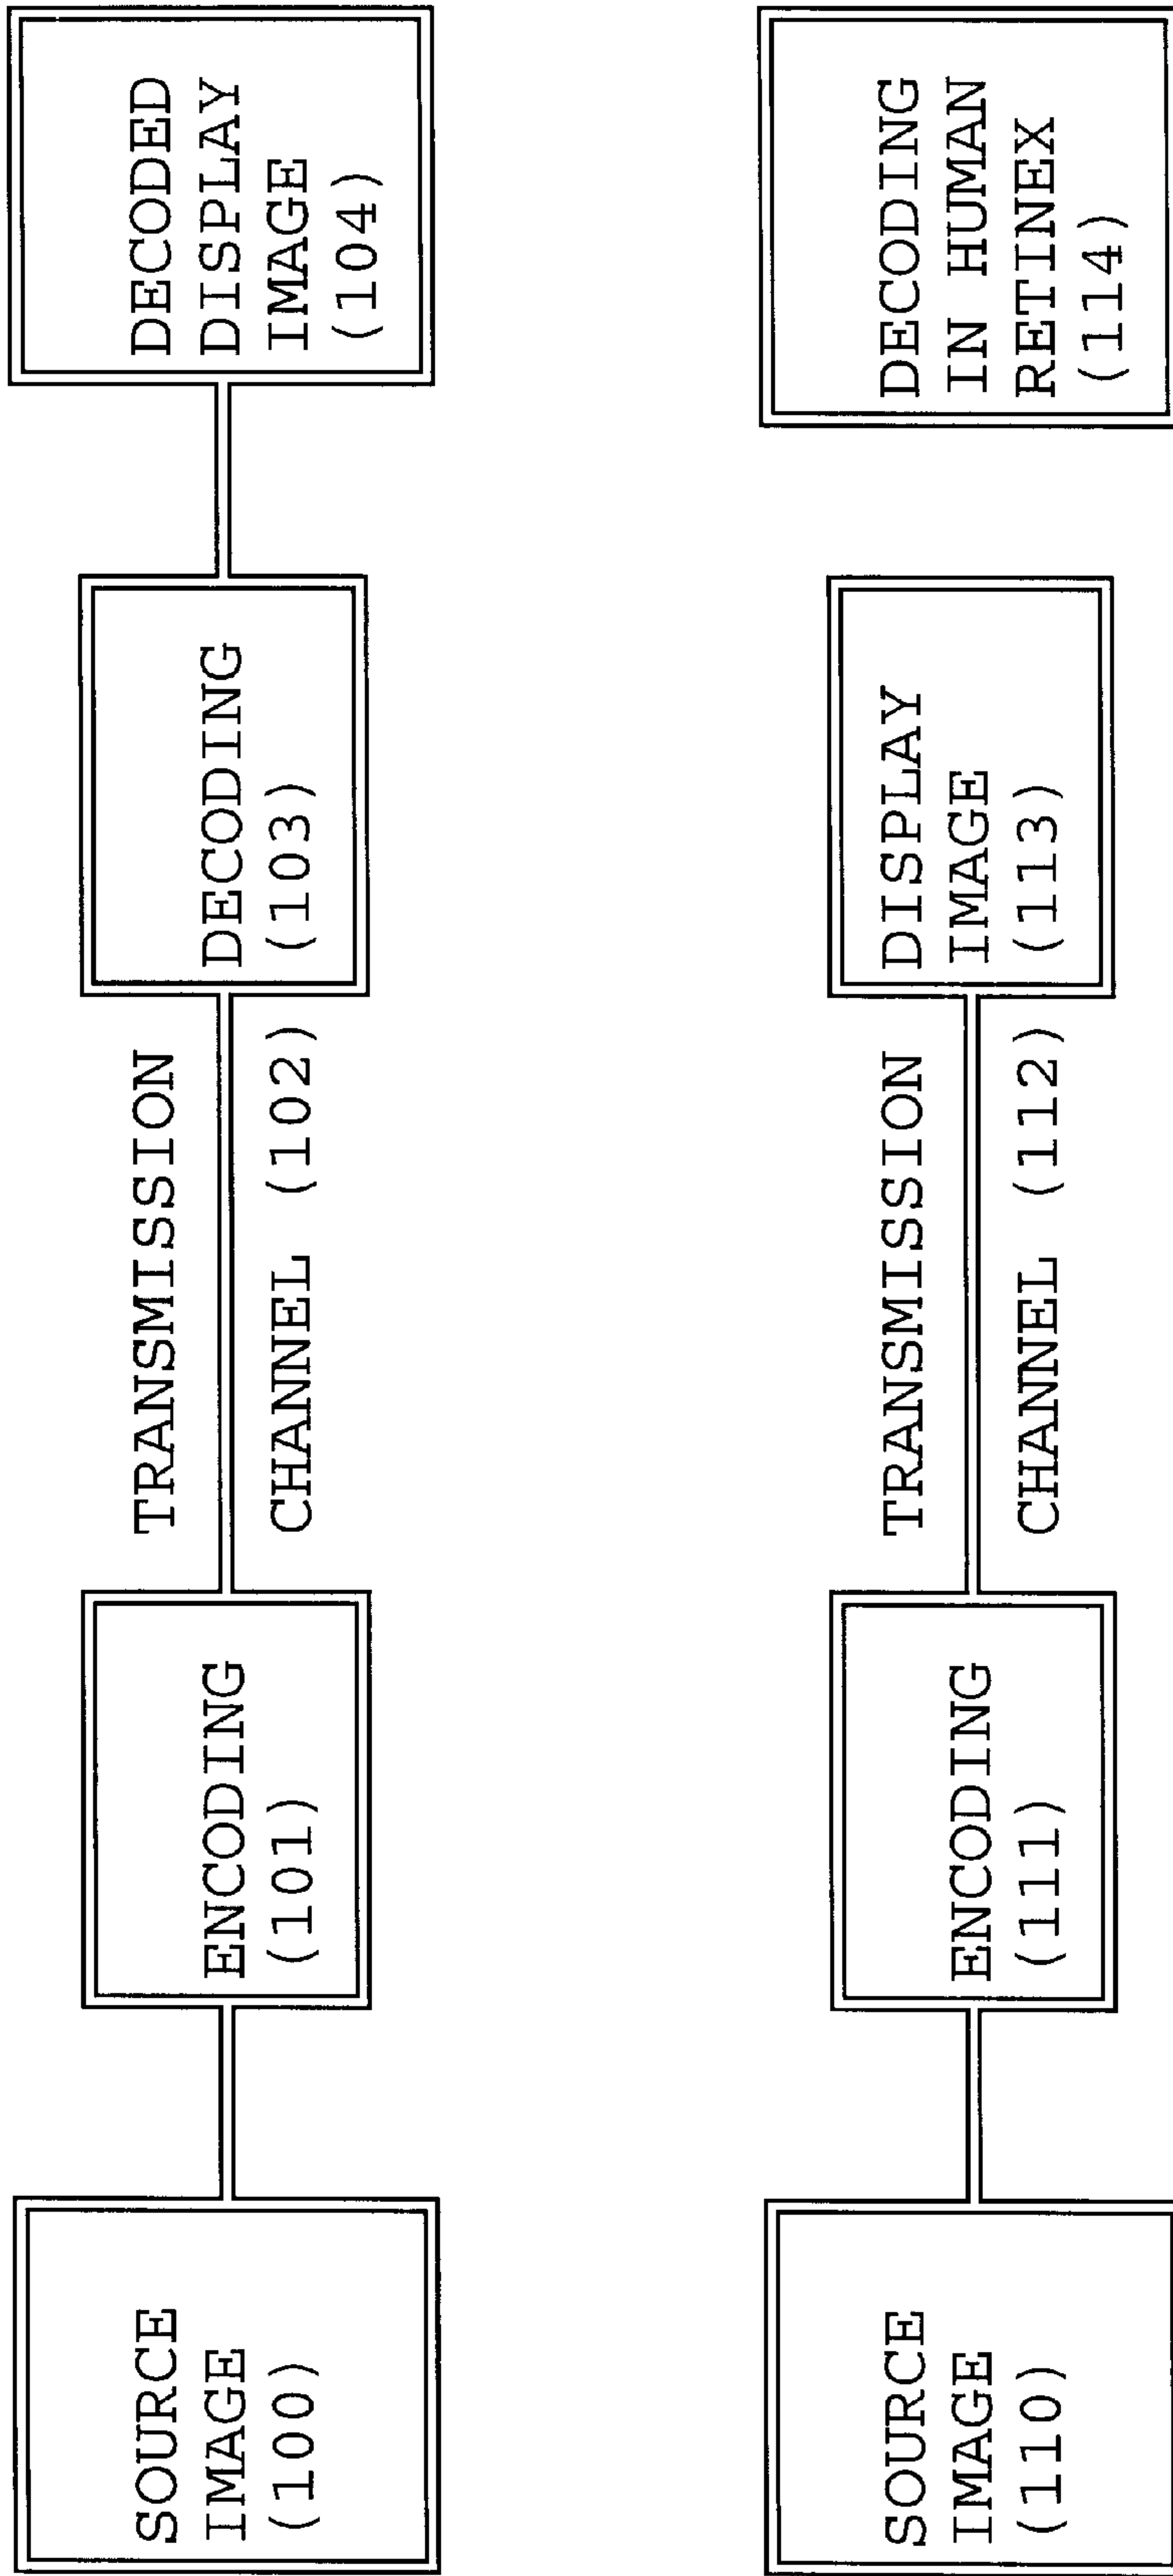 SOURCE
IMAGE
(100)
ENCODING
(101)
TRANSMISSION
CHANNEL (102)
DECODING
(103)
DECODED
DISPLAY
IMAGE
(104)
SOURCE
IMAGE
(110)
ENCODING
(111)
TRANSMISSION
CHANNEL (112)
DISPLAY
IMAGE
(113)
DECODING
IN HUMAN
RETINEX
(114)